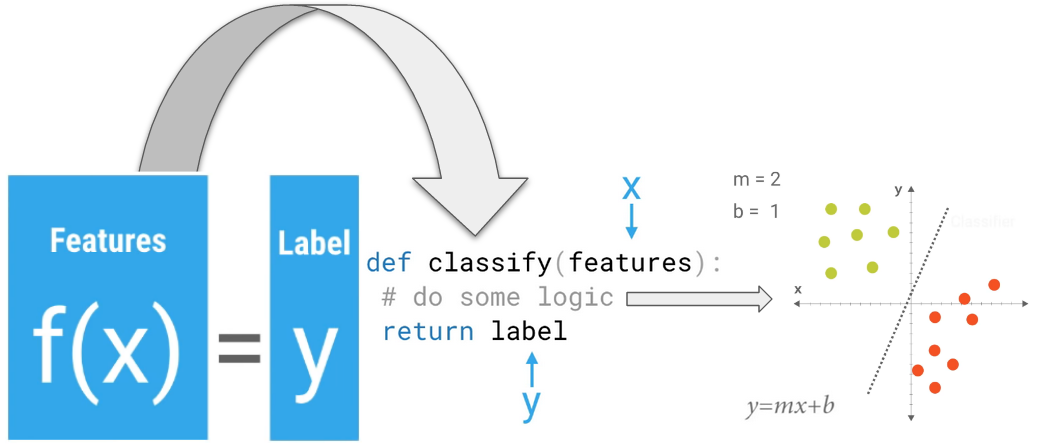 Features
f(x)
=
Label
y
def classify(features):
# do some logic
return label
x
y
m = 2
b = 1
y
x
Classifier
y=mx+b